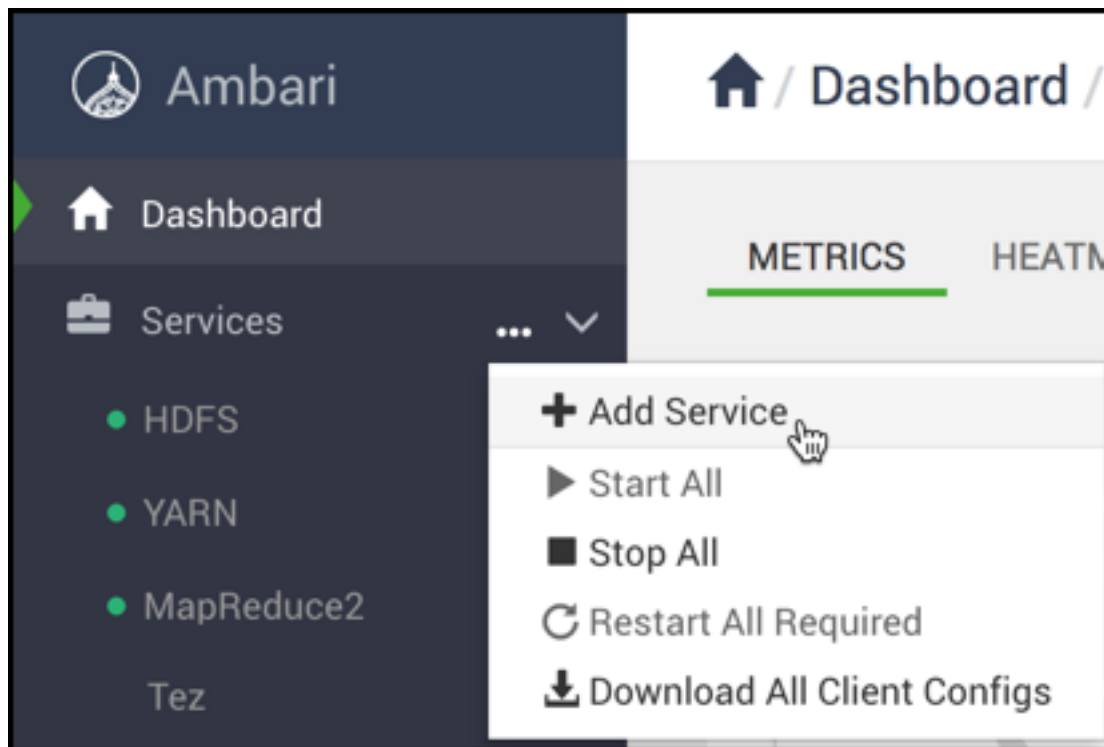 Ambari
/ Dashboard /
Dashboard
METRICS HEATM
Services ...
Add Service
HDFS
Start All
YARN
Stop All
MapReduce2
Restart All Required
Tez
Download All Client Configs